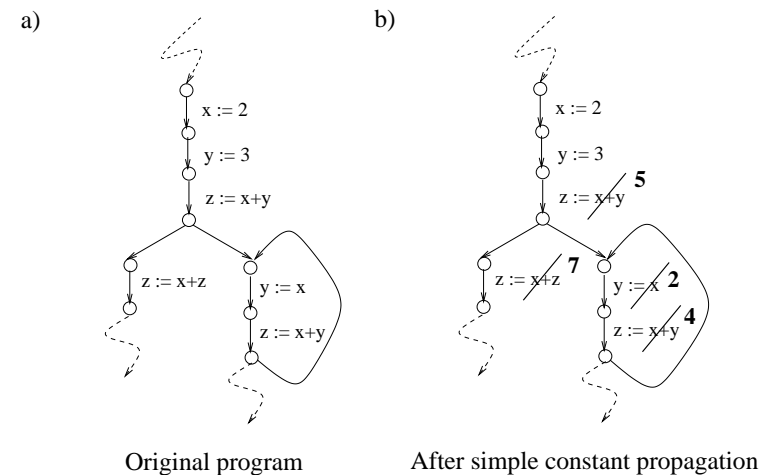 a)
x := 2
y := 3
z := x+y
z := x+z
y := x
z := x+y
Original program
b)
x := 2
y := 3
z := x+y 5
z := x+z 7
y := x 2
z := x+y 4
After simple constant propagation